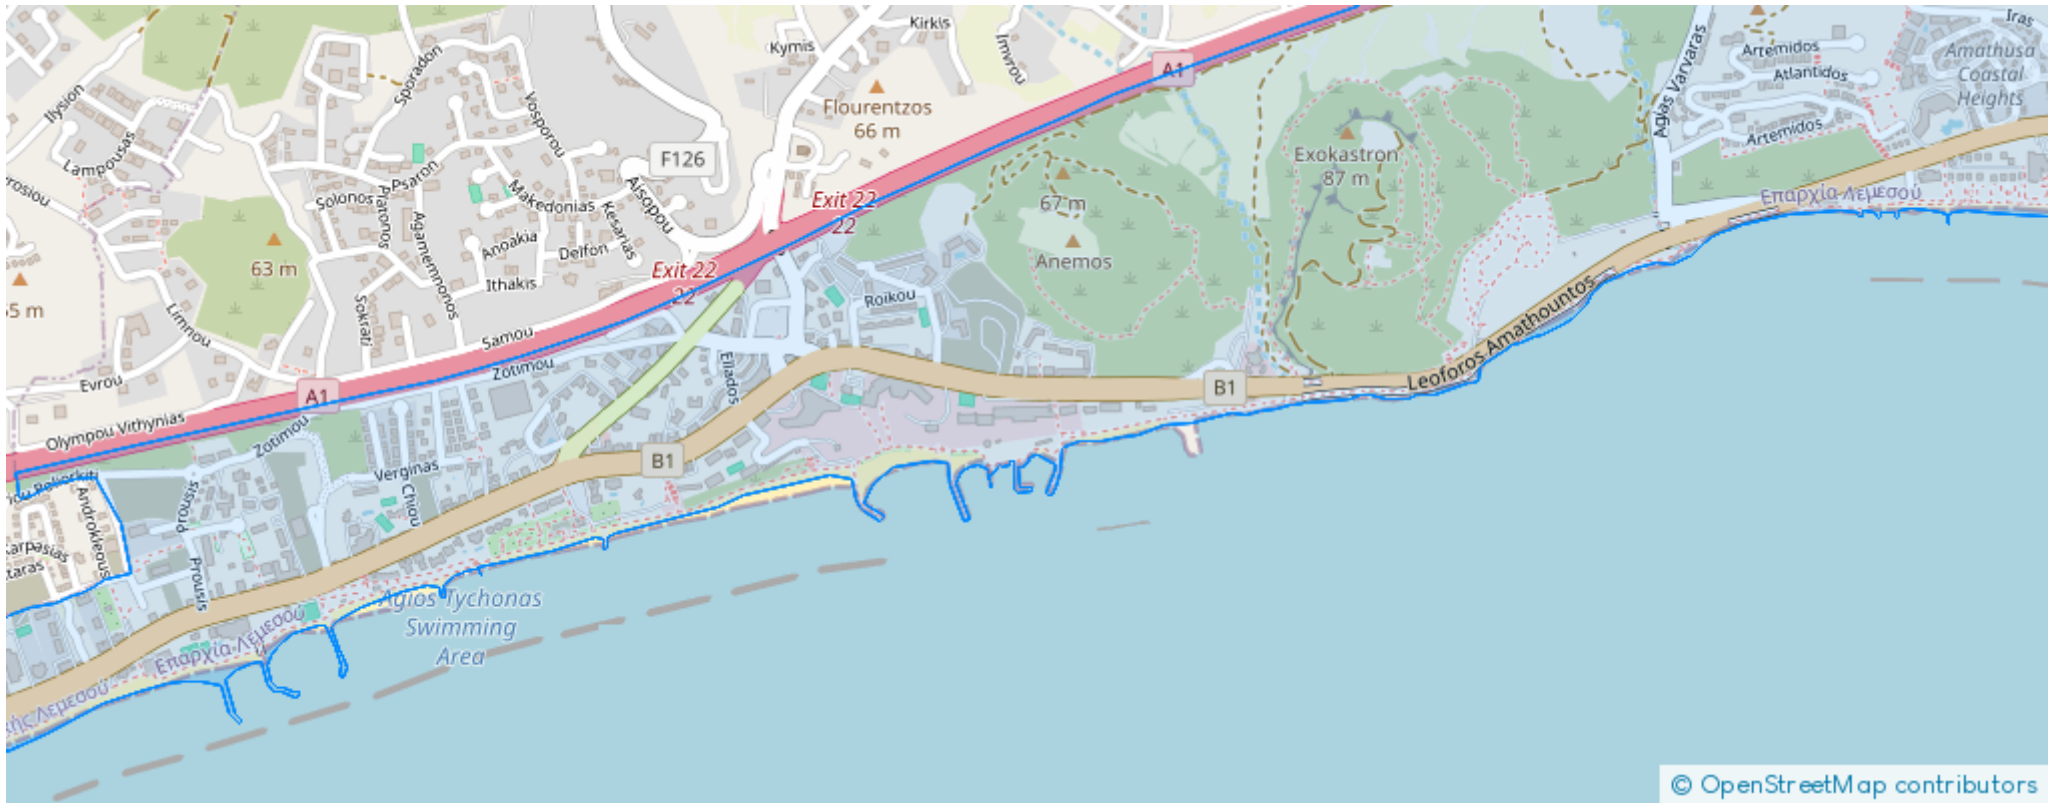 Kirkis
Kymis
Imvrou
A1
Iras
Artemidos
Amathusa
Coastal
Heights
Atlantidos
Agias Varvaras
Artemidos
Sporadon
Ilysion
Vosporou
Flourentzos
66 m
Lampousas
F126
Exokastron
87 m
Psaron
Solonos
Platonos
Makedonias
Aisopou
Kesarias
Agamemnonos
Exit 22
22
67 m
Επαρχία Λεμεσού
Anoakia
Delfon
Anemos
63 m
Exit 22
22
Ithakis
Roikou
Sokrati
Limnou
Samou
Zotimou
Evrou
A1
Eliados
B1
Leoforos Amathountos
Olympou Vithynias
Zotimou
B1
Verginas
Chiou
Prousis
Androkleous
Karpasias
Prousis
Agios Tychonas
Swimming
Area
Επαρχία Λεμεσού
Λεμεσού
© OpenStreetMap contributors